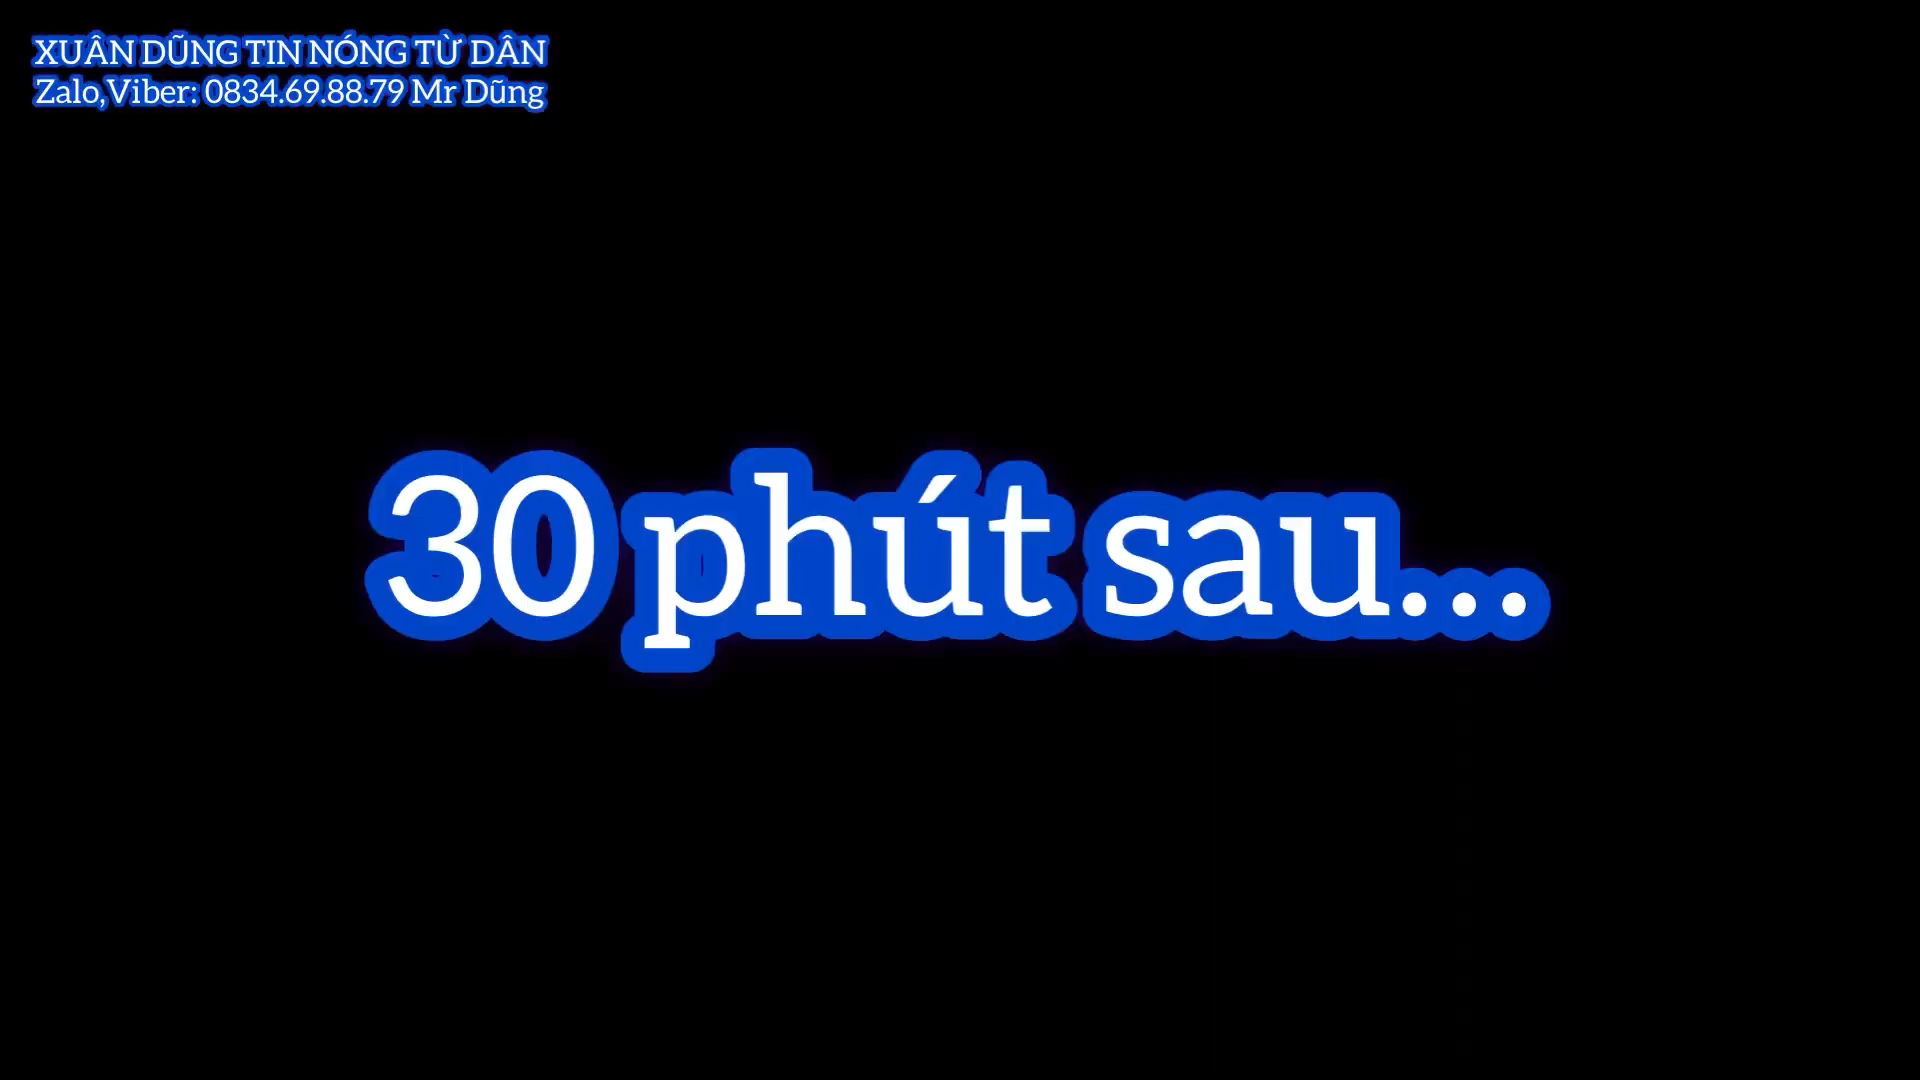 XUÂN DŨNG TIN NÓNG TỪ DÂN
Zalo,Viber: 0834.69.88.79 Mr Dũng
30 phút sau...